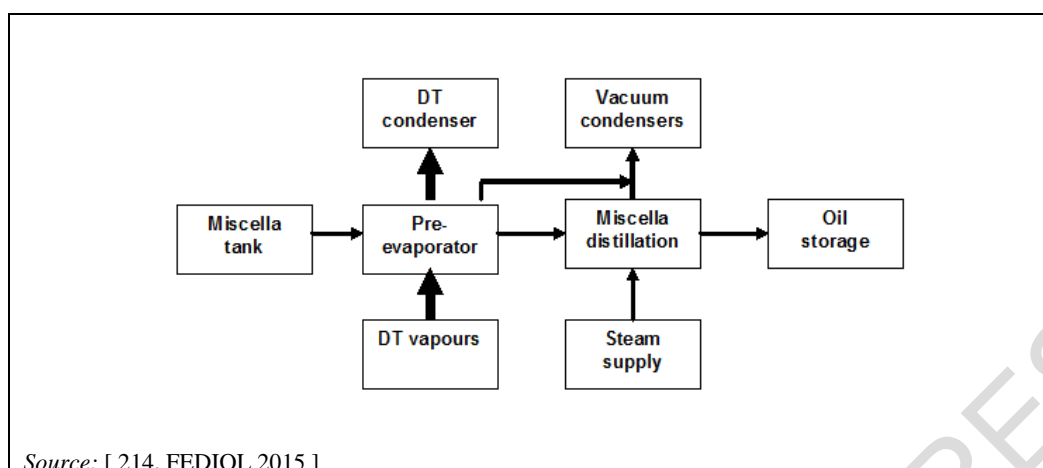 DT
condenser
Vacuum
condensers
Miscella
tank
Pre-
evaporator
Miscella
distillation
Oil
storage
DT vapours
Steam
supply
Source: [ 214, FEDIOL 2015 ]